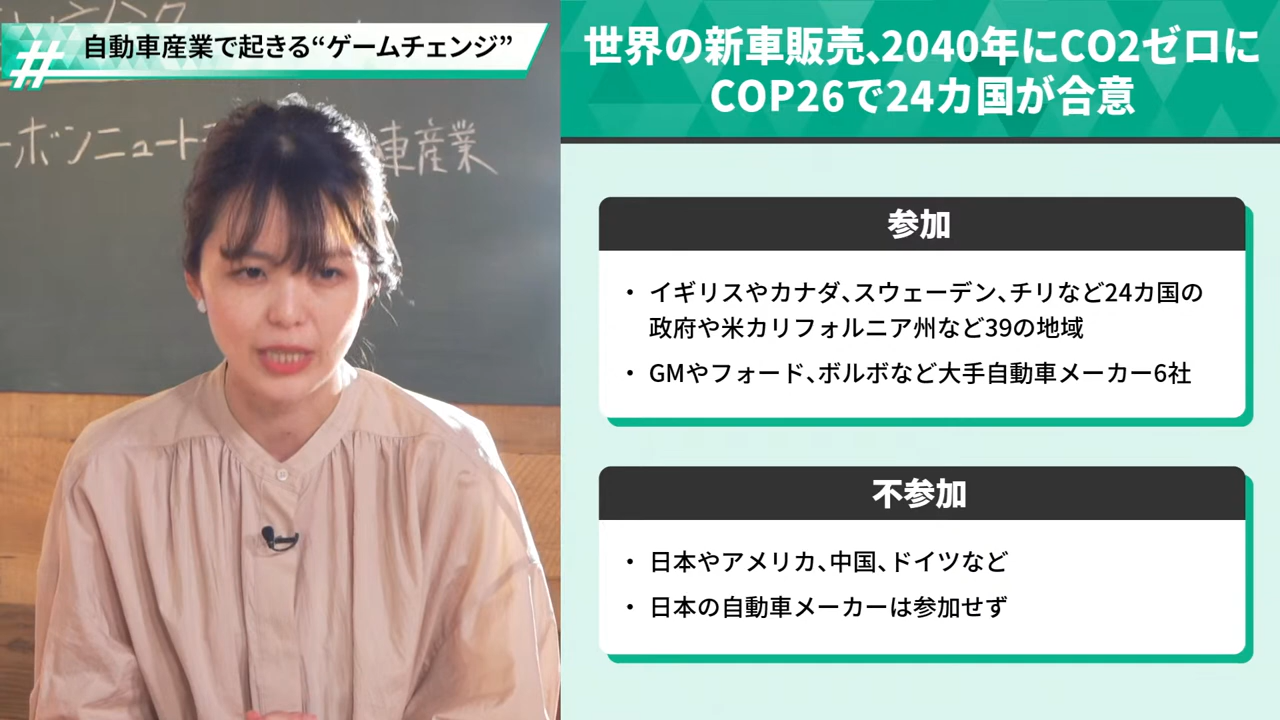 #
自動車産業で起きる“ゲームチェンジ”
ーボンニュート
車産業
世界の新車販売、2040年にCO2ゼロに
COP26で24カ国が合意
参加
・ イギリスやカナダ、スウェーデン、チリなど24カ国の
政府や米カリフォルニア州など39の地域
・ GMやフォード、ボルボなど大手自動車メーカー6社
不参加
・ 日本やアメリカ、中国、ドイツなど
・ 日本の自動車メーカーは参加せず